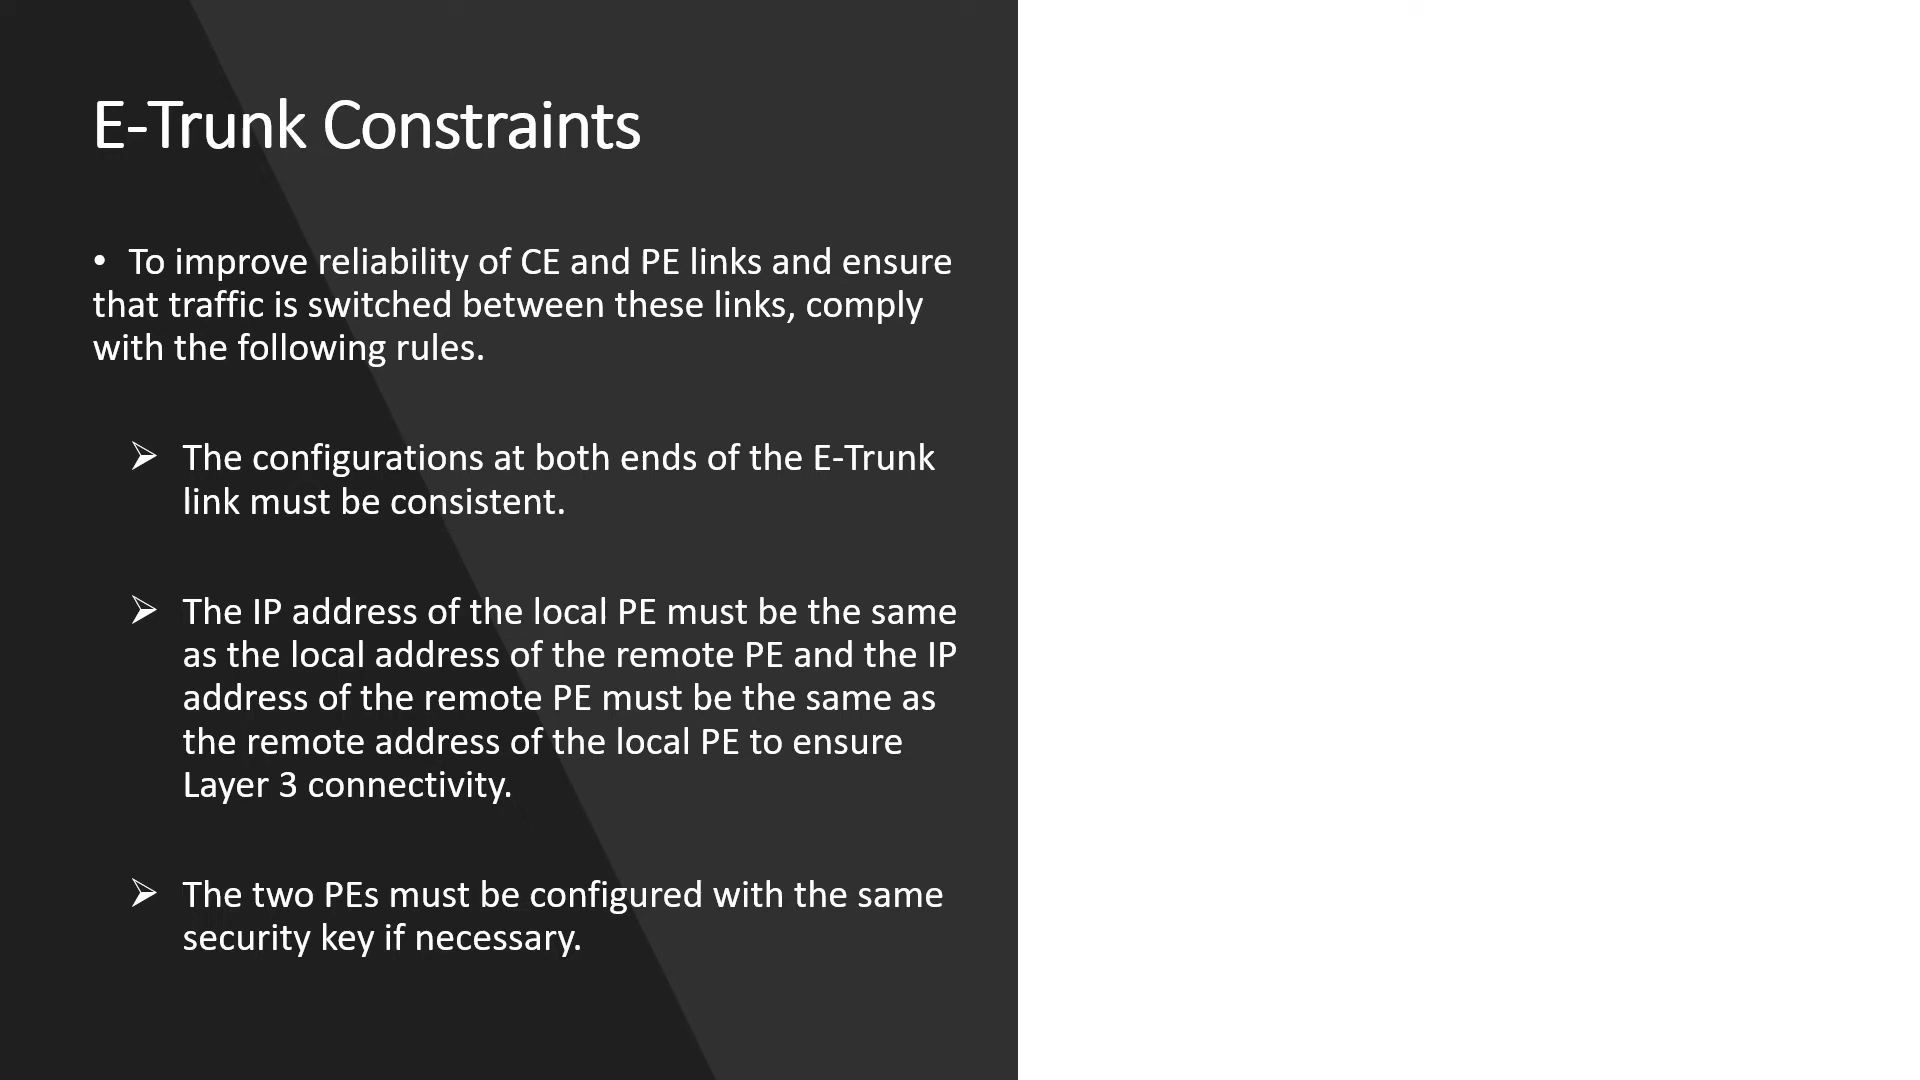 E-Trunk Constraints
• To improve reliability of CE and PE links and ensure
that traffic is switched between these links, comply
with the following rules.
➢ The configurations at both ends of the E-Trunk
link must be consistent.
➢ The IP address of the local PE must be the same
as the local address of the remote PE and the IP
address of the remote PE must be the same as
the remote address of the local PE to ensure
Layer 3 connectivity.
➢ The two PEs must be configured with the same
security key if necessary.